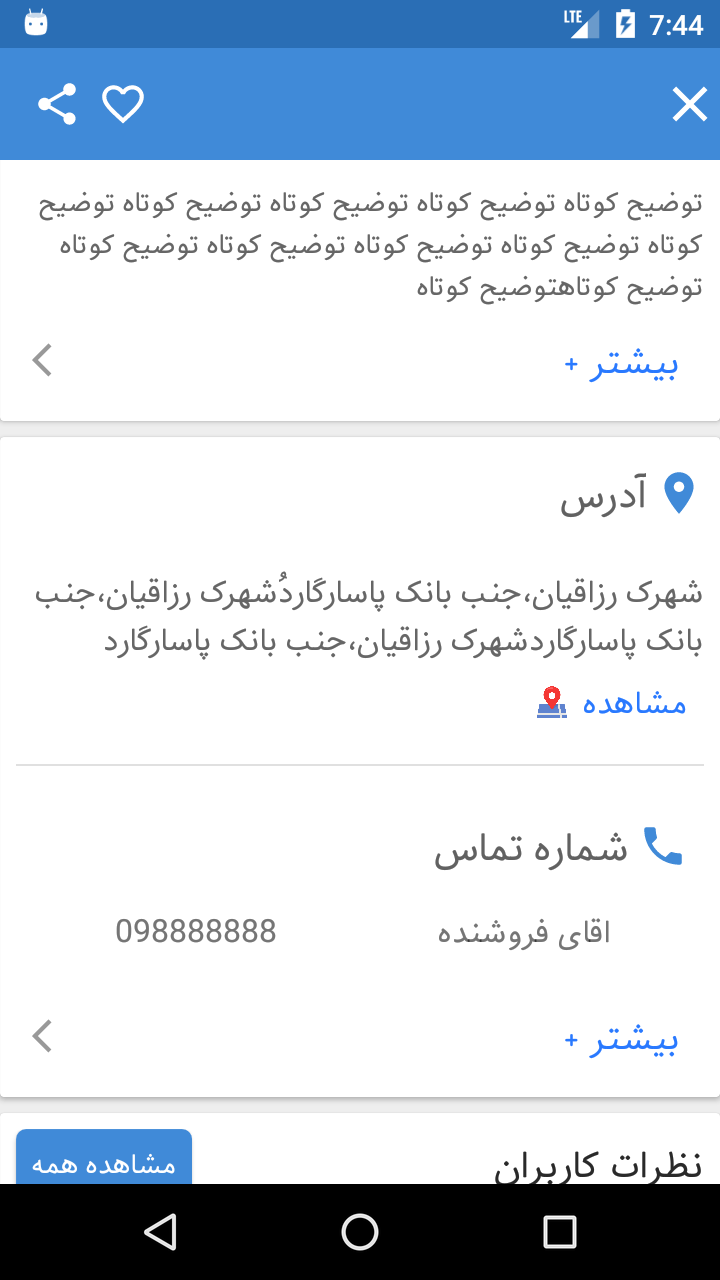 LTE 7:44
توضیح کوتاه توضیح کوتاه توضیح کوتاه توضیح کوتاه توضیح
کوتاه توضیح کوتاه توضیح کوتاه توضیح کوتاه توضیح کوتاه
توضیح کوتاهتوضیح کوتاه
بیشتر +
آدرس
شهرک رزاقیان،جنب بانک پاسارگاردُشهرک رزاقیان،جنب
بانک پاسارگاردشهرک رزاقیان،جنب بانک پاسارگارد
مشاهده
شماره تماس
اقای فروشنده 098888888
بیشتر +
نظرات کاربران مشاهده همه